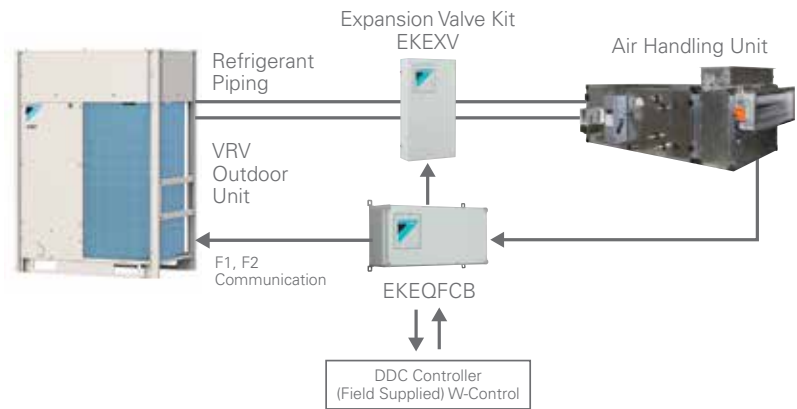 Expansion Valve Kit
EKEXV
Air Handling Unit
Refrigerant
Piping
VRV
Outdoor
Unit
F1, F2
Communication
EKEQFCB
DDC Controller
(Field Supplied) W-Control